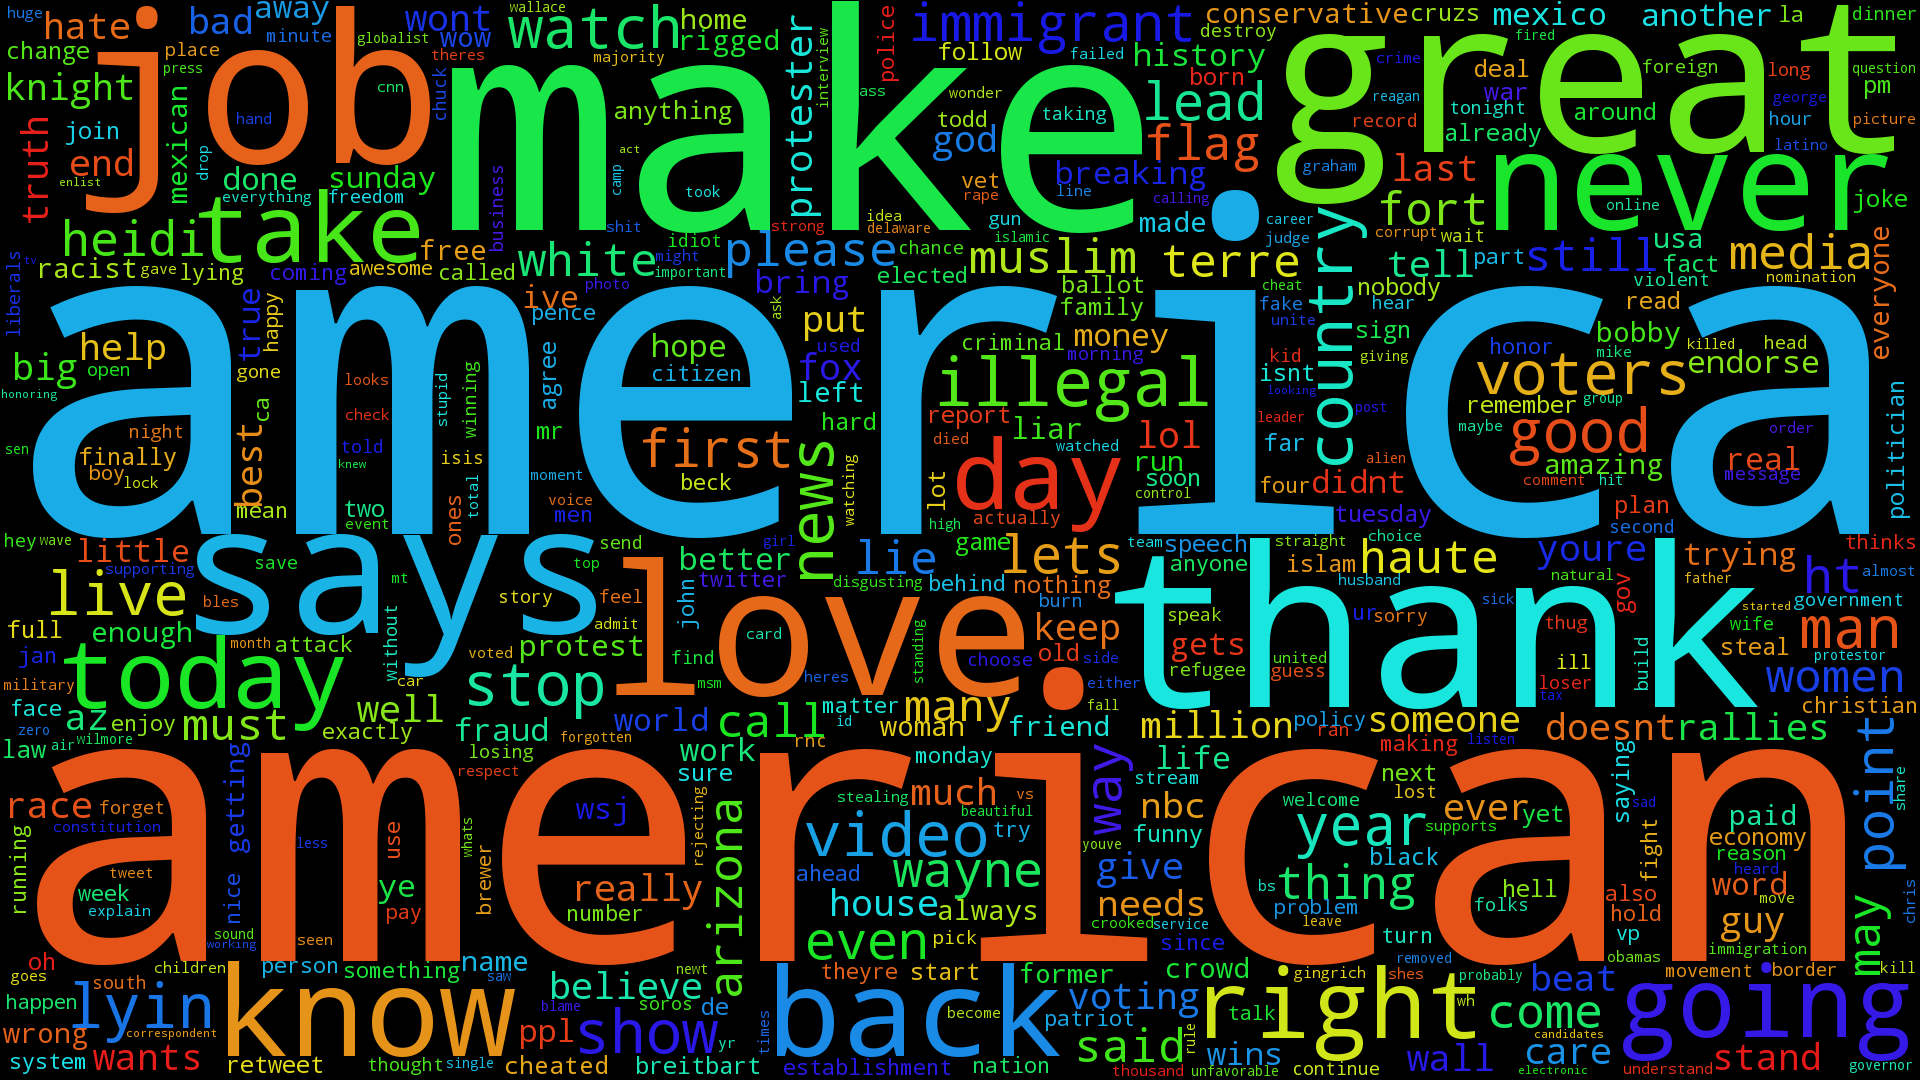 huge
hate
bad
away
minute
wont
wow
wallace
watch
home
rigged
immigrant
conservative
cruzs
destroy
mexico
another
la
dinner
change
place
press
globalist
theres
majority
police
follow
failed
history
fired
crime
deal
foreign
long
question
pm
knight
job
make
great
cnn
chuck
anything
interview
ass
wonder
todd
taking
born
lead
reagan
war
tonight
around
george
hour
picture
truth
join
end
mexican
hand
drop
protester
god
flag
record
already
latino
enlist
done
sunday
act
camp
took
vet
rape
breaking
line
calling
graham
last
never
everything
freedom
business
take
shit
strong
idea
delaware
gun
islamic
made
career
judge
country
fort
corrupt
wait
online
joke
heidi
free
idiot
might
important
please
chance
muslim
terre
tell
part
still
usa
fact
media
everyone
liberals
tv
racist
gave
lying
coming
awesome
called
white
photo
bring
elected
ballot
family
cheat
fake
unite
nobody
hear
violent
nomination
read
america
true
happy
ive
pence
ask
put
used
money
sign
bobby
killed
head
big
help
open
gone
hope
citizen
agree
fox
left
criminal
morning
illegal
kid
isnt
looking
giving
honor
mike
voters
endorse
honoring
looks
check
stupid
winning
mr
hard
report
liar
lol
leader
post
remember
group
maybe
good
order
politician
sen
night
finally
boy
lock
best
ca
told
knew
isis
first
beck
moment
news
watching
died
day
watched
run
soon
control
far
alien
four
didnt
comment
hit
amazing
real
message
mean
two
event
ones
total
voice
men
lot
high
actually
tuesday
choice
plan
second
hey
wave
little
supporting
says
save
send
top
better
girl
twitter
lie
game
lets
team
speech
anyone
straight
islam
haute
husband
youre
natural
trying
father
thinks
almost
live
bles
mt
story
feel
admit
john
love
card
disgusting
behind
nothing
burn
thank
speak
ur
sorry
sick
gov
thug
ht
started
government
wife
full
enough
month
attack
without
voted
protest
find
standing
keep
old
gets
refugee
united
guess
ill
loser
tax
build
steal
man
protestor
jan
military
today
car
stop
msm
heres
choose
side
either
fall
women
christian
face
zero
az
air
wilmore
enjoy
must
exactly
well
fraud
forgotten
world
call
matter
id
woman
many
friend
million
policy
ran
someone
listen
doesnt
rallies
law
losing
respect
work
rnc
sure
monday
stream
life
making
next
lost
saying
point
share
american
race
forget
constitution
running
getting
nice
less
use
whats
wsj
rejecting
stealing
much
vs
beautiful
try
youve
way
nbc
funny
welcome
year
supports
ever
yet
sad
fight
paid
economy
reason
heard
tweet
week
explain
ye
pay
brewer
really
number
arizona
video
ahead
wayne
house
always
give
needs
crooked
service
black
bs
thing
problem
leave
hell
folks
also
hold
word
move
guy
immigration
may
chris
sound
working
seen
even
pick
since
turn
removed
vp
obamas
oh
goes
happen
south
children
person
something
name
saw
believe
blame
newt
soros
theyre
start
former
crowd
gingrich
shes
probably
beat
movement
border
kill
lyin
know
ppl
show
de
yr
times
back
become
voting
patriot
right
rule
talk
wh
come
going
wrong
correspondent
system
wants
retweet
thought
single
cheated
breitbart
establishment
nation
said
thousand
wins
unfavorable
continue
wall
candidates
care
electronic
understand
stand
governor